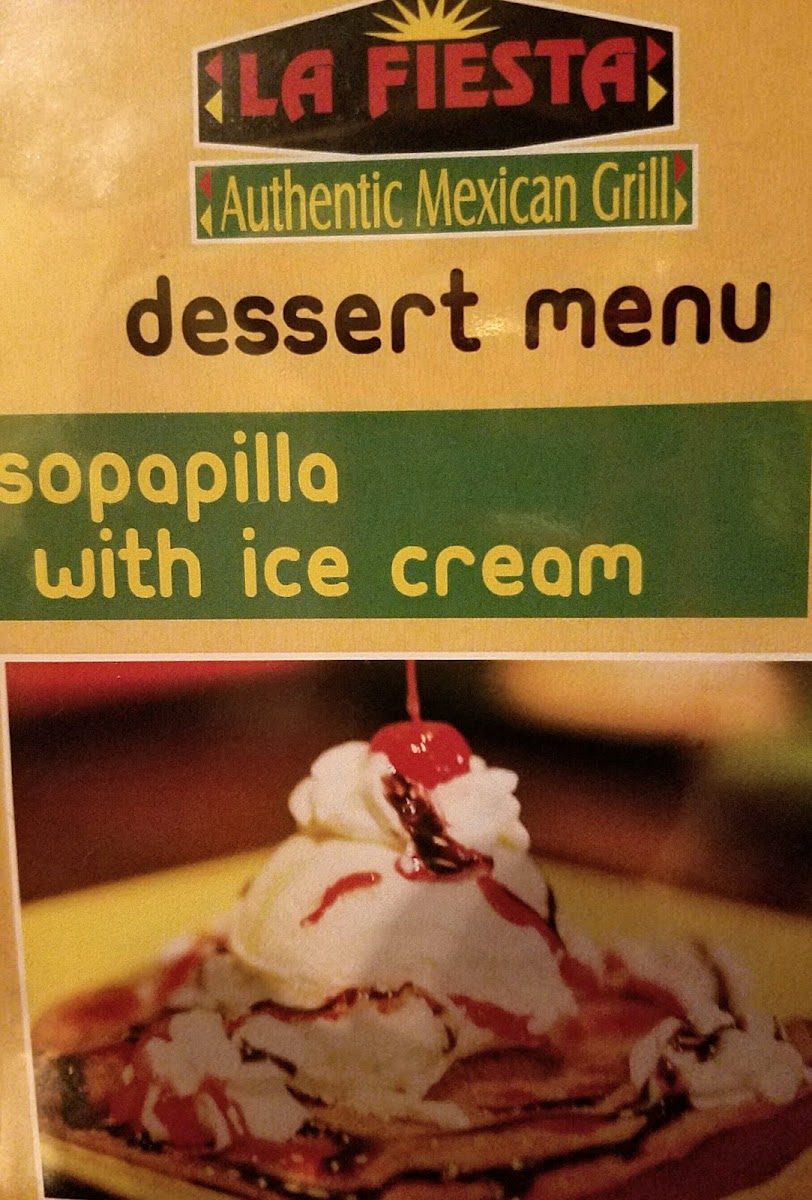 LA FIESTA
Authentic Mexican Grill
dessert menu
sopapilla
with ice cream